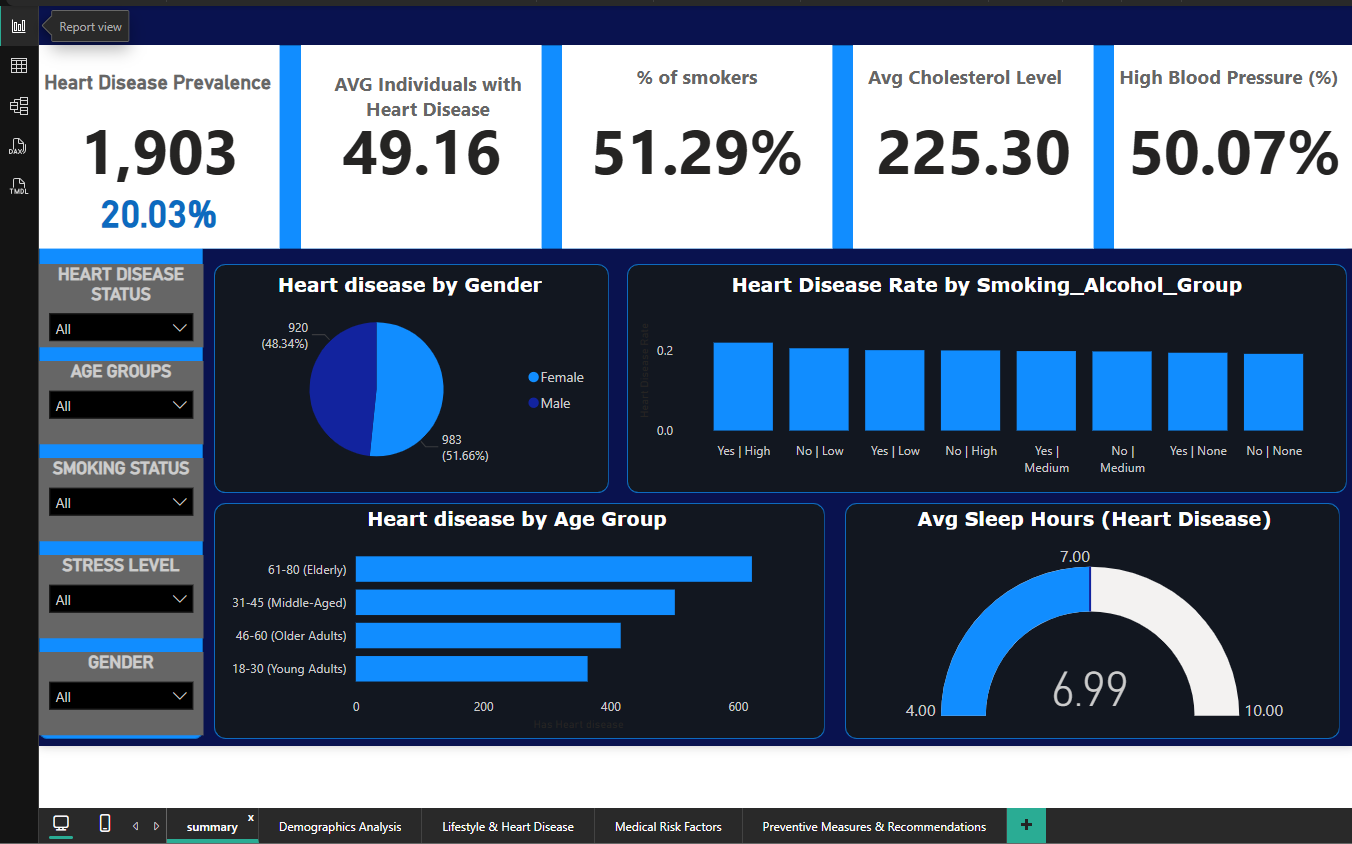 Report view
DAX
TMDL
Heart Disease Prevalence
1,903
20.03%
AVG Individuals with
Heart Disease
49.16
% of smokers
51.29%
Avg Cholesterol Level
225.30
High Blood Pressure (%)
50.07%
HEART DISEASE
STATUS
All
AGE GROUPS
All
SMOKING STATUS
All
STRESS LEVEL
All
GENDER
All
Heart disease by Gender
920
(48.34%)
983
(51.66%)
Female
Male
Heart Disease Rate by Smoking_Alcohol_Group
Heart Disease Rate
0.2
0.0
Yes | High
No | Low
Yes | Low
No | High
Yes |
Medium
No |
Medium
Yes | None
No | None
Heart disease by Age Group
61-80 (Elderly)
31-45 (Middle-Aged)
46-60 (Older Adults)
18-30 (Young Adults)
0
200
400
600
Has Heart disease
Avg Sleep Hours (Heart Disease)
7.00
6.99
4.00
10.00
summary
x
Demographics Analysis
Lifestyle & Heart Disease
Medical Risk Factors
Preventive Measures & Recommendations
+